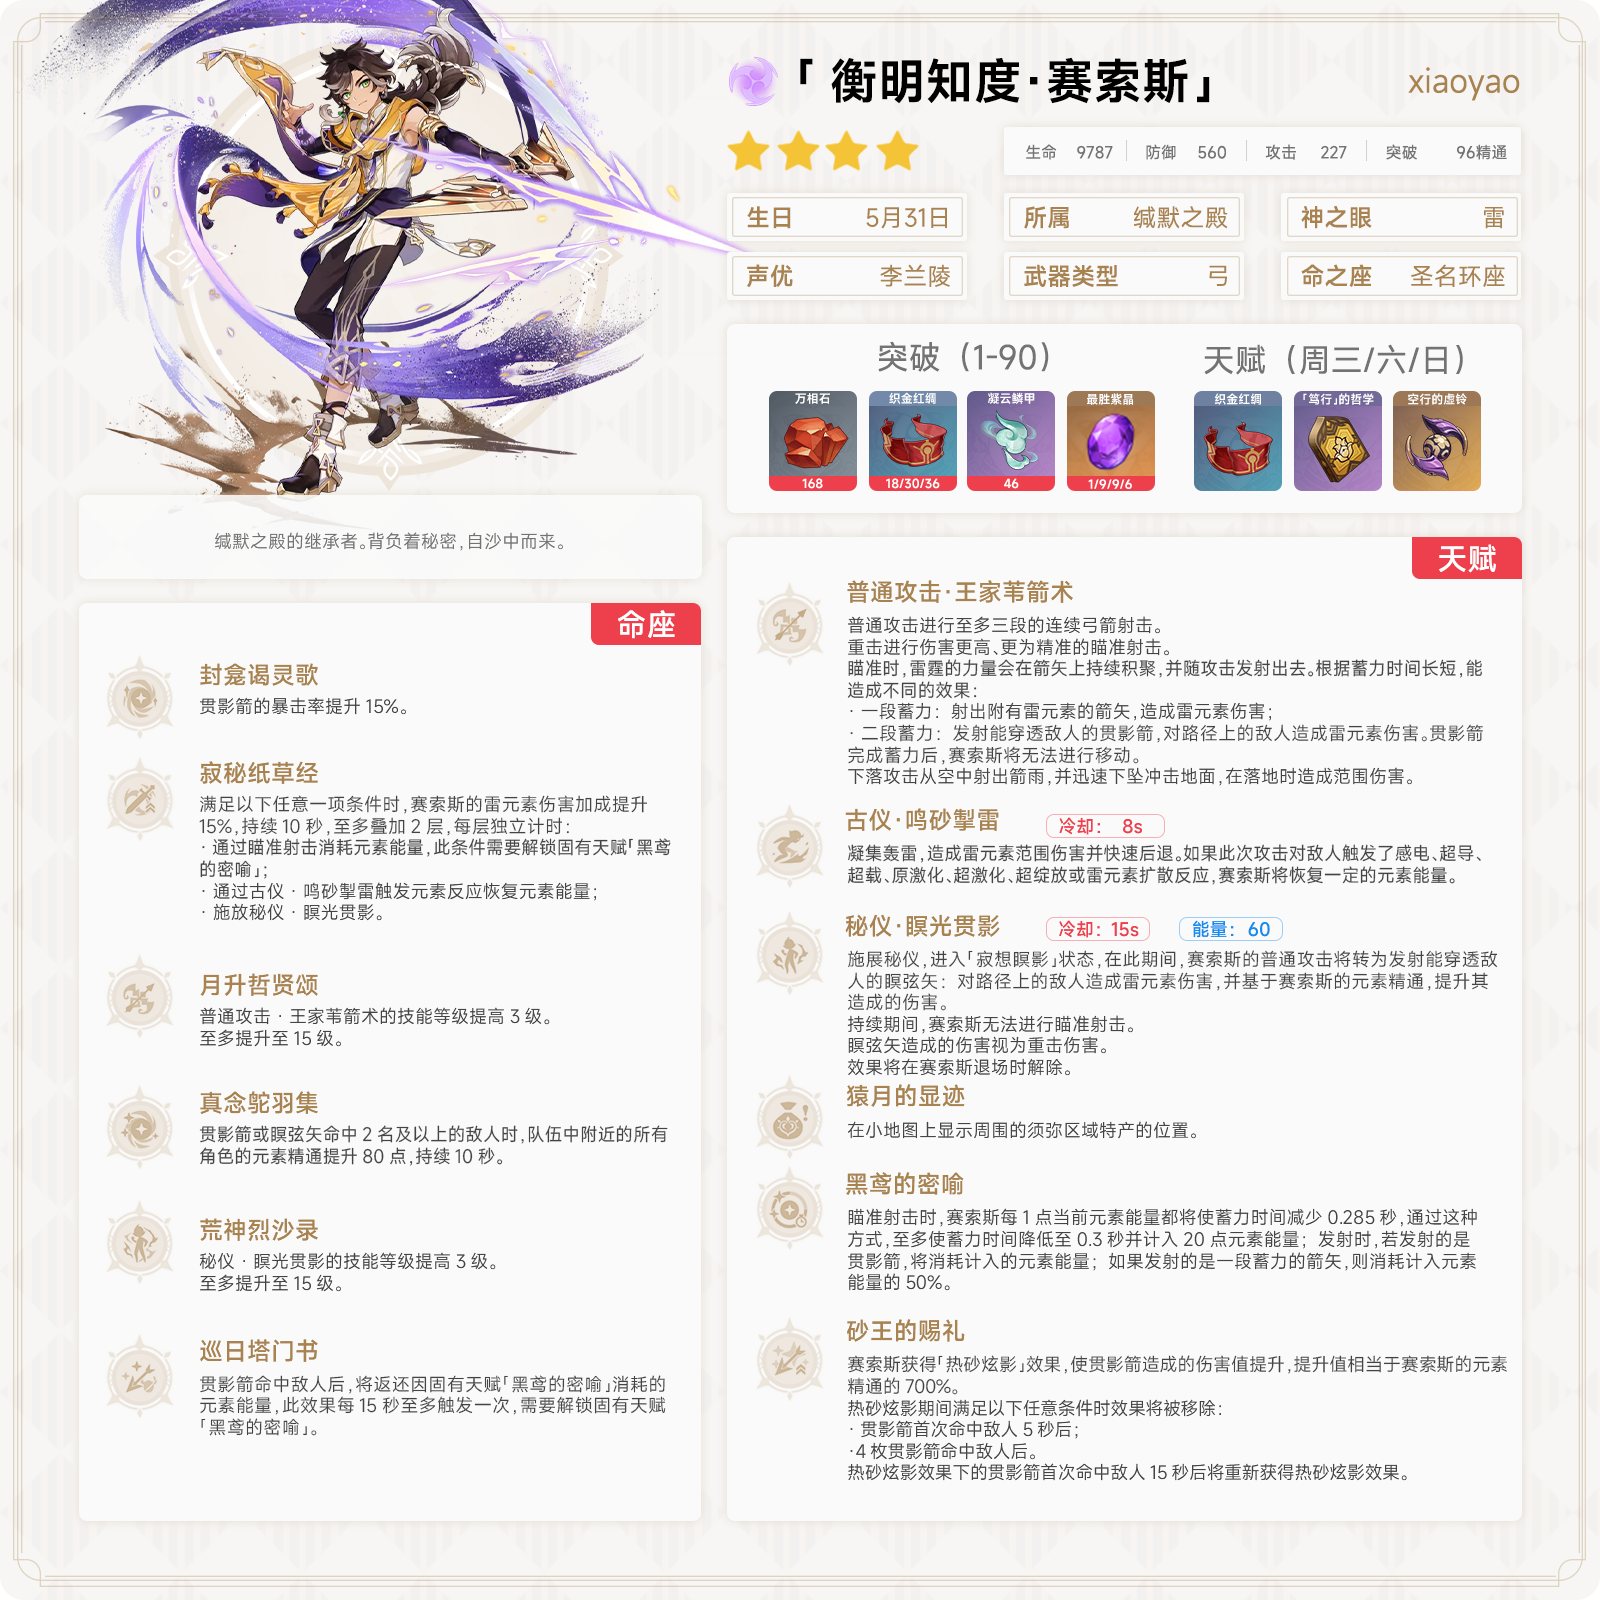 「衡明知度·赛索斯」
xiaoyao
生命 9787 防御 560 攻击 227 突破 96精通
生日 5月31日
所属 缄默之殿
神之眼 雷
声优 李兰陵
武器类型 弓
命之座 圣名环座
突破（1-90）
天赋（周三/六/日）
万相石 织金红绸 凝云鳞甲 最胜紫晶
168 18/30/36 46 1/9/9/6
织金红绸 「笃行」的哲学 空行的虚铃
缄默之殿的继承者。背负着秘密,自沙中而来。
命座
封龛谒灵歌
贯影箭的暴击率提升 15%。
寂秘纸草经
满足以下任意一项条件时,赛索斯的雷元素伤害加成提升
15%,持续 10 秒,至多叠加 2 层,每层独立计时:
· 通过瞄准射击消耗元素能量,此条件需要解锁固有天赋「黑鸢
的密喻」;
· 通过古仪 · 鸣砂掣雷触发元素反应恢复元素能量;
· 施放秘仪 · 瞑光贯影。
月升哲贤颂
普通攻击 · 王家苇箭术的技能等级提高 3 级。
至多提升至 15 级。
真念鸵羽集
贯影箭或瞑弦矢命中 2 名及以上的敌人时,队伍中附近的所有
角色的元素精通提升 80 点,持续 10 秒。
荒神烈沙录
秘仪 · 瞑光贯影的技能等级提高 3 级。
至多提升至 15 级。
巡日塔门书
贯影箭命中敌人后,将返还因固有天赋「黑鸢的密喻」消耗的
元素能量,此效果每 15 秒至多触发一次,需要解锁固有天赋
「黑鸢的密喻」。
天赋
普通攻击·王家苇箭术
普通攻击进行至多三段的连续弓箭射击。
重击进行伤害更高、更为精准的瞄准射击。
瞄准时,雷霆的力量会在箭矢上持续积聚,并随攻击发射出去。根据蓄力时间长短,能
造成不同的效果:
· 一段蓄力: 射出附有雷元素的箭矢,造成雷元素伤害;
· 二段蓄力: 发射能穿透敌人的贯影箭,对路径上的敌人造成雷元素伤害。贯影箭
完成蓄力后,赛索斯将无法进行移动。
下落攻击从空中射出箭雨,并迅速下坠冲击地面,在落地时造成范围伤害。
古仪·鸣砂掣雷 冷却: 8s
凝集轰雷,造成雷元素范围伤害并快速后退。如果此次攻击对敌人触发了感电、超导、
超载、原激化、超激化、超绽放或雷元素扩散反应,赛索斯将恢复一定的元素能量。
秘仪·瞑光贯影 冷却: 15s 能量: 60
施展秘仪,进入「寂想瞑影」状态,在此期间,赛索斯的普通攻击将转为发射能穿透敌
人的瞑弦矢: 对路径上的敌人造成雷元素伤害,并基于赛索斯的元素精通,提升其
造成的伤害。
持续期间,赛索斯无法进行瞄准射击。
瞑弦矢造成的伤害视为重击伤害。
效果将在赛索斯退场时解除。
猿月的显迹
在小地图上显示周围的须弥区域特产的位置。
黑鸢的密喻
瞄准射击时,赛索斯每 1 点当前元素能量都将使蓄力时间减少 0.285 秒,通过这种
方式,至多使蓄力时间降低至 0.3 秒并计入 20 点元素能量; 发射时,若发射的是
贯影箭,将消耗计入的元素能量; 如果发射的是一段蓄力的箭矢,则消耗计入元素
能量的 50%。
砂王的赐礼
赛索斯获得「热砂炫影」效果,使贯影箭造成的伤害值提升,提升值相当于赛索斯的元素
精通的 700%。
热砂炫影期间满足以下任意条件时效果将被移除:
· 贯影箭首次命中敌人 5 秒后;
·4 枚贯影箭命中敌人后。
热砂炫影效果下的贯影箭首次命中敌人 15 秒后将重新获得热砂炫影效果。